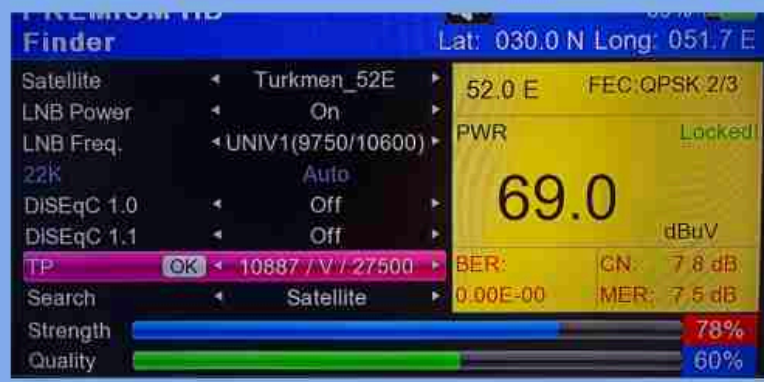 PREMIUM HD
Finder
Lat: 030.0 N Long: 051.7 E
Satellite Turkmen_52E
LNB Power On
LNB Freq. UNIV1(9750/10600)
22K Auto
DiSEqC 1.0 Off
DiSEqC 1.1 Off
TP OK 10887 / V / 27500
Search Satellite
52.0 E FEC:QPSK 2/3
PWR Locked
69.0
dBuV
BER: CN: 7.8 dB
0.00E-00 MER: 7.5 dB
Strength 78%
Quality 60%